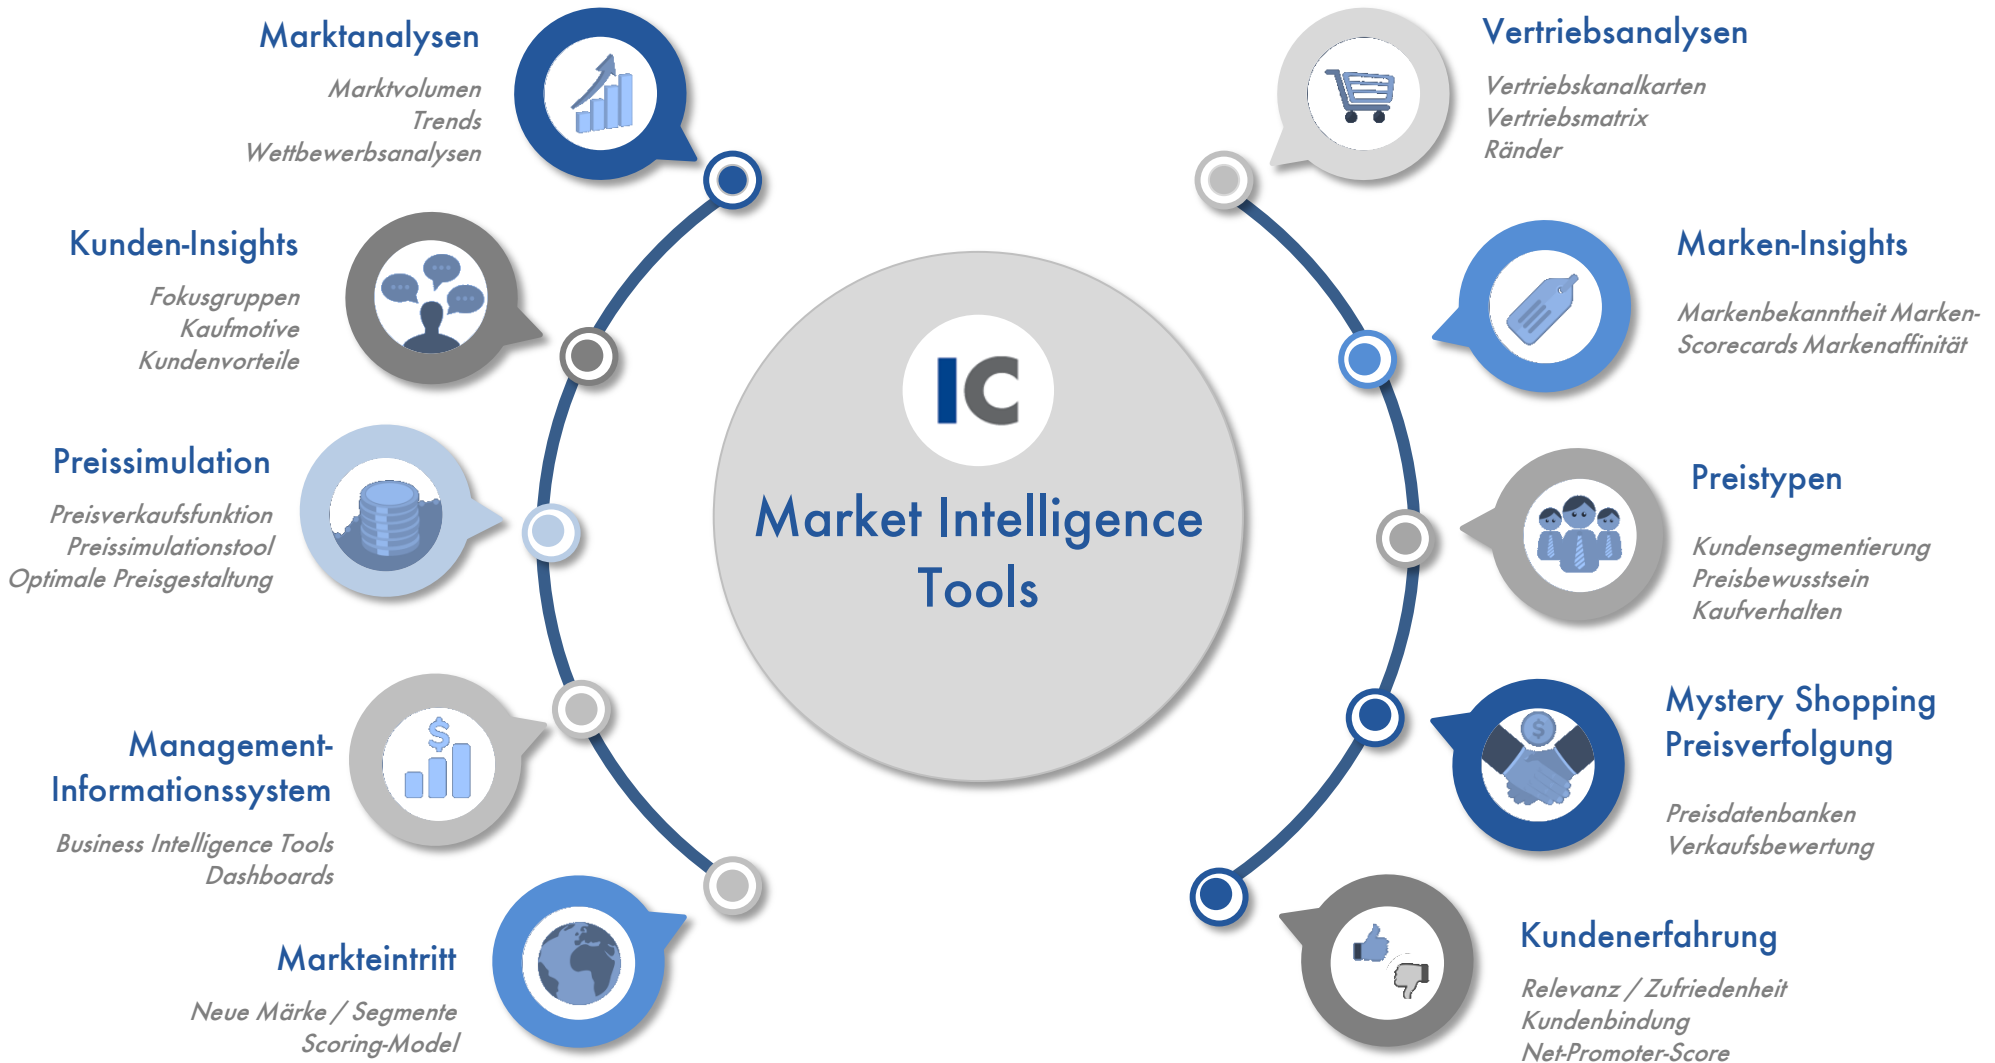 Marktanalysen
Marktvolumen
Trends
Wettbewerbsanalysen
Kunden-Insights
Fokusgruppen
Kaufmotive
Kundenvorteile
Preissimulation
Preisverkaufsfunktion
Preissimulationstool
Optimale Preisgestaltung
Management-
Informationssystem
Business Intelligence Tools
Dashboards
Markteintritt
Neue Märke / Segmente
Scoring-Model
IC
Market Intelligence
Tools
Vertriebsanalysen
Vertriebskanalkarten
Vertriebsmatrix
Ränder
Marken-Insights
Markenbekanntheit Marken-
Scorecards Markenaffinität
Preistypen
Kundensegmentierung
Preisbewusstsein
Kaufverhalten
Mystery Shopping
Preisverfolgung
Preisdatenbanken
Verkaufsbewertung
Kundenerfahrung
Relevanz / Zufriedenheit
Kundenbindung
Net-Promoter-Score
$
$